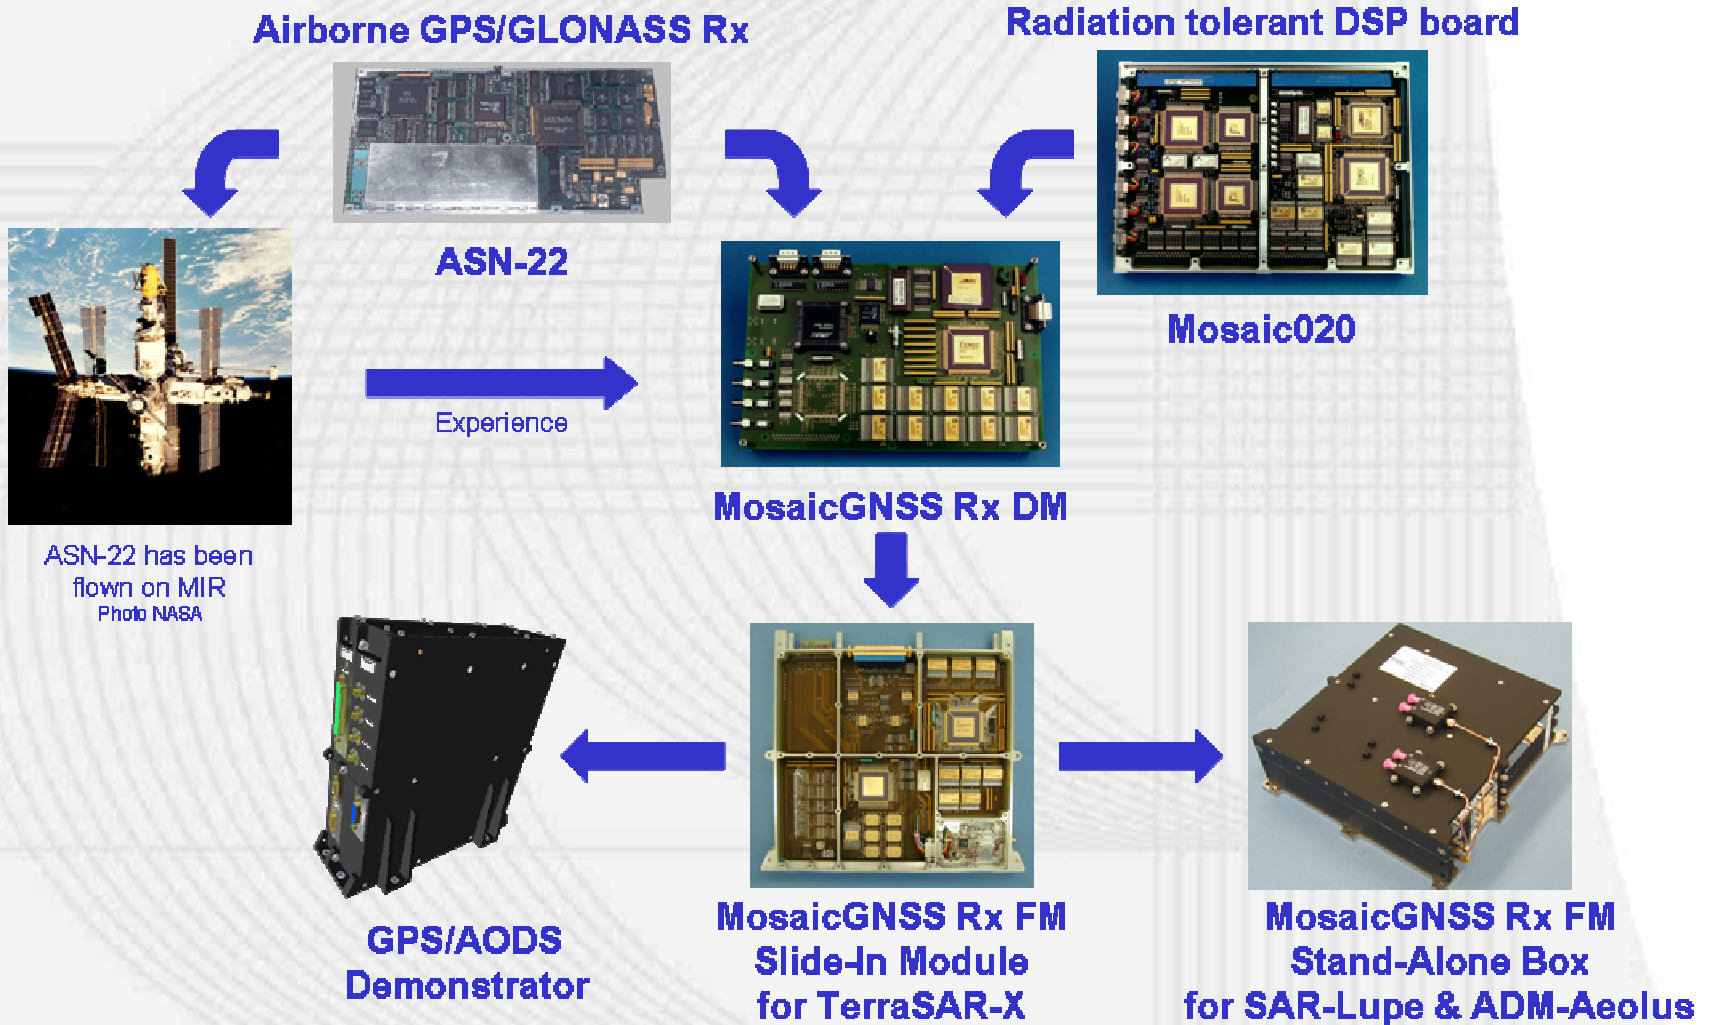 Airborne GPS/GLONASS Rx
Radiation tolerant DSP board
ASN-22
Mosaic020
Experience
MosaicGNSS Rx DM
ASN-22 has been
flown on MIR
Photo NASA
GPS/AODS
Demonstrator
MosaicGNSS Rx FM
Slide-In Module
for TerraSAR-X
MosaicGNSS Rx FM
Stand-Alone Box
for SAR-Lupe & ADM-Aeolus